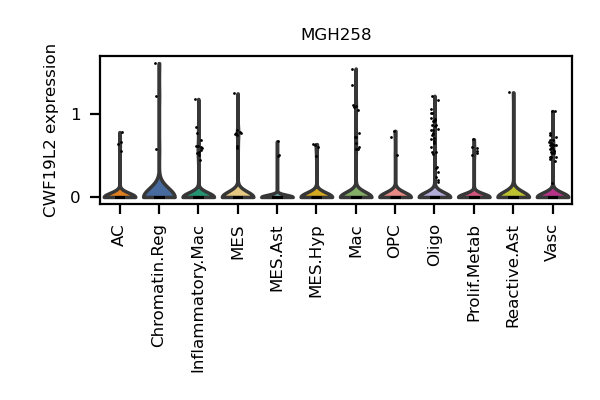 MGH258
CWF19L2 expression
1
0
AC
Chromatin.Reg
Inflammatory.Mac
MES
MES.Ast
MES.Hyp
Mac
OPC
Oligo
Prolif.Metab
Reactive.Ast
Vasc